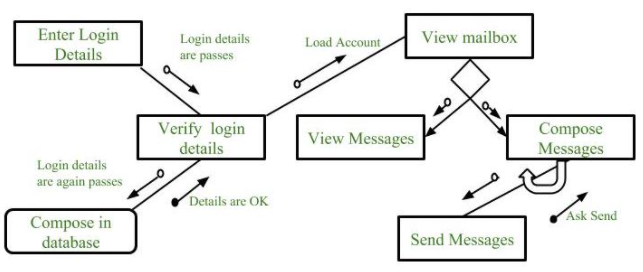 Enter Login
Details
Login details
are passes
Load Account
View mailbox
Verify login
details
View Messages
Compose
Messages
Login details
are again passes
Details are OK
Compose in
database
Send Messages
Ask Send